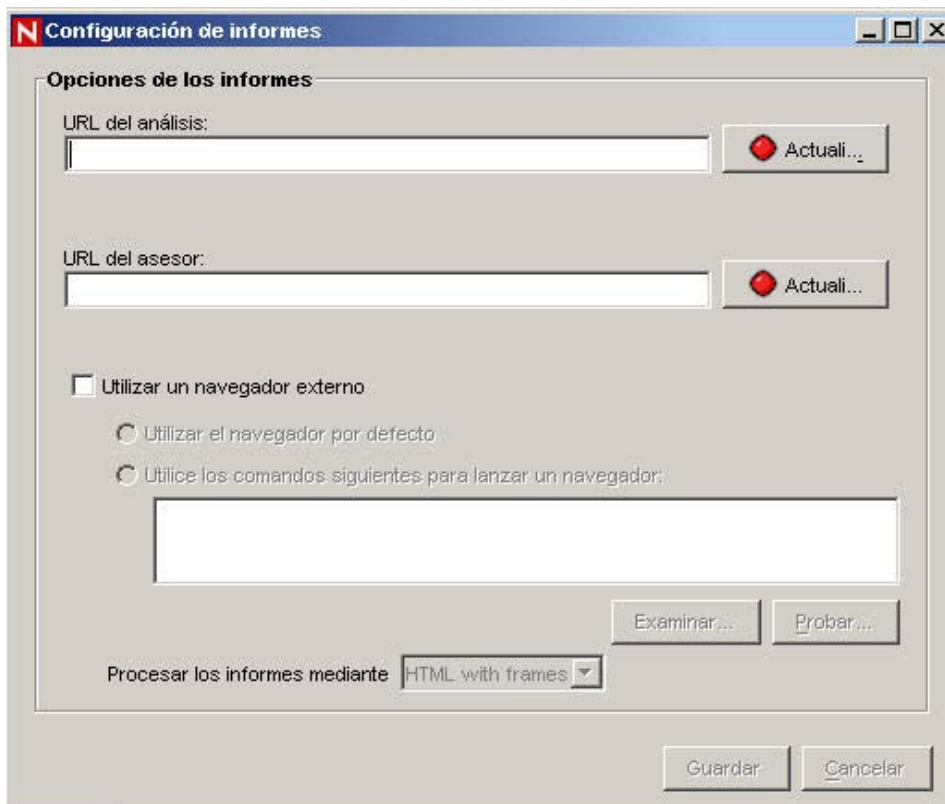 N Configuración de informes
Opciones de los informes
URL del análisis:
Actuali...
URL del asesor:
Actuali...
Utilizar un navegador externo
Utilizar el navegador por defecto
Utilice los comandos siguientes para lanzar un navegador:
Examinar... Probar...
Procesar los informes mediante HTML with frames
Guardar Cancelar